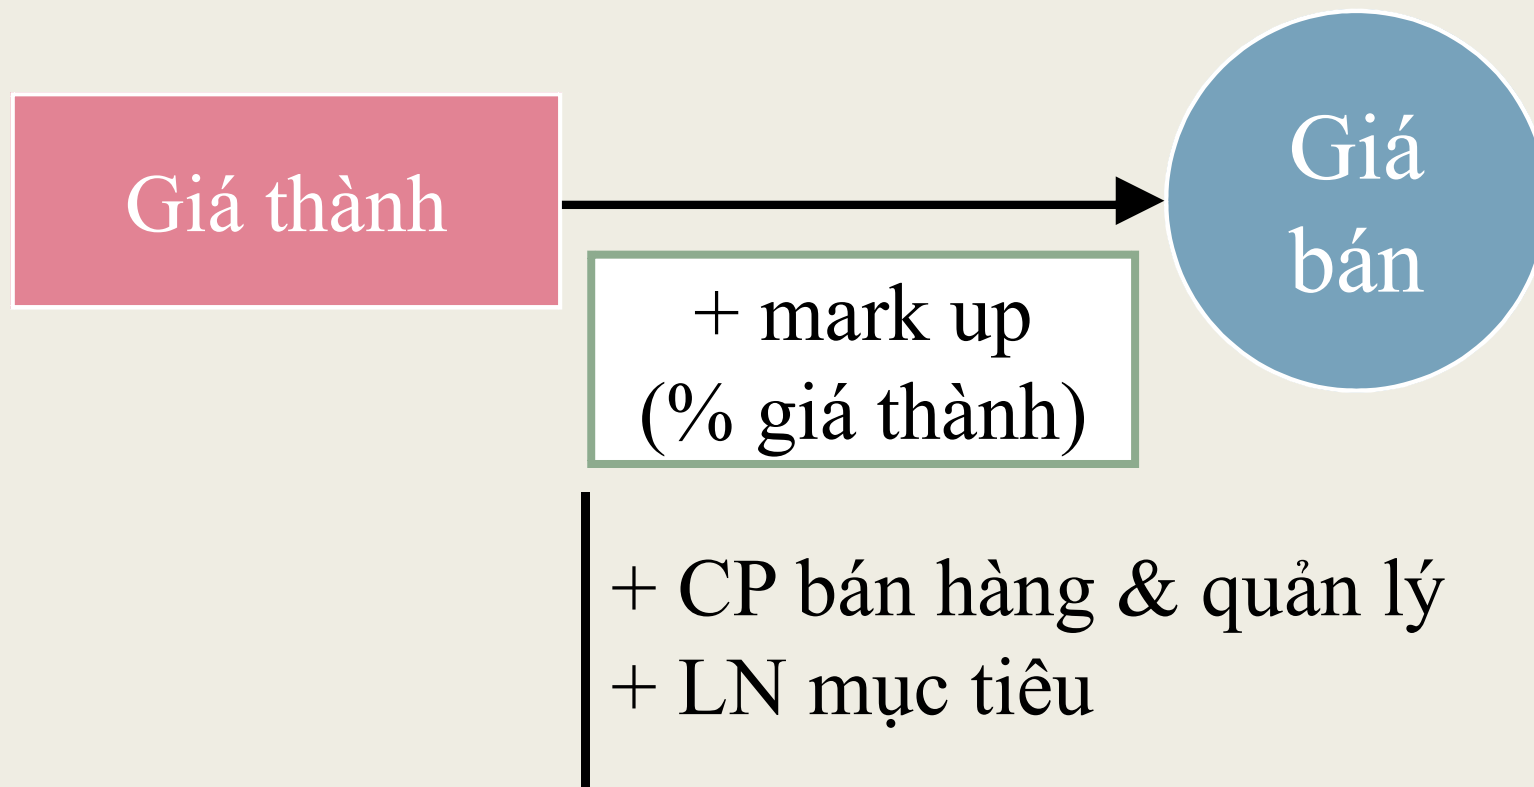 Giá thành
Giá
bán
+ mark up
(% giá thành)
+ CP bán hàng & quản lý
+ LN mục tiêu